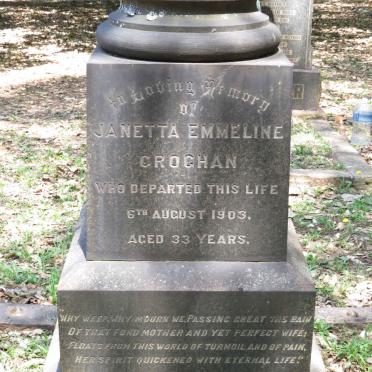 In Loving Memory
of
JANETTA EMMELINE
CROGHAN
WHO DEPARTED THIS LIFE
6TH AUGUST 1903,
AGED 33 YEARS.
"WHY WEEP, WHY MOURN WE, PASSING GREAT THE GAIN
OF THAT FOND MOTHER AND YET PERFECT WIFE;
FLOATS FROM THIS WORLD OF TURMOIL AND OF PAIN,
HER SPIRIT QUICKENED WITH ETERNAL LIFE."